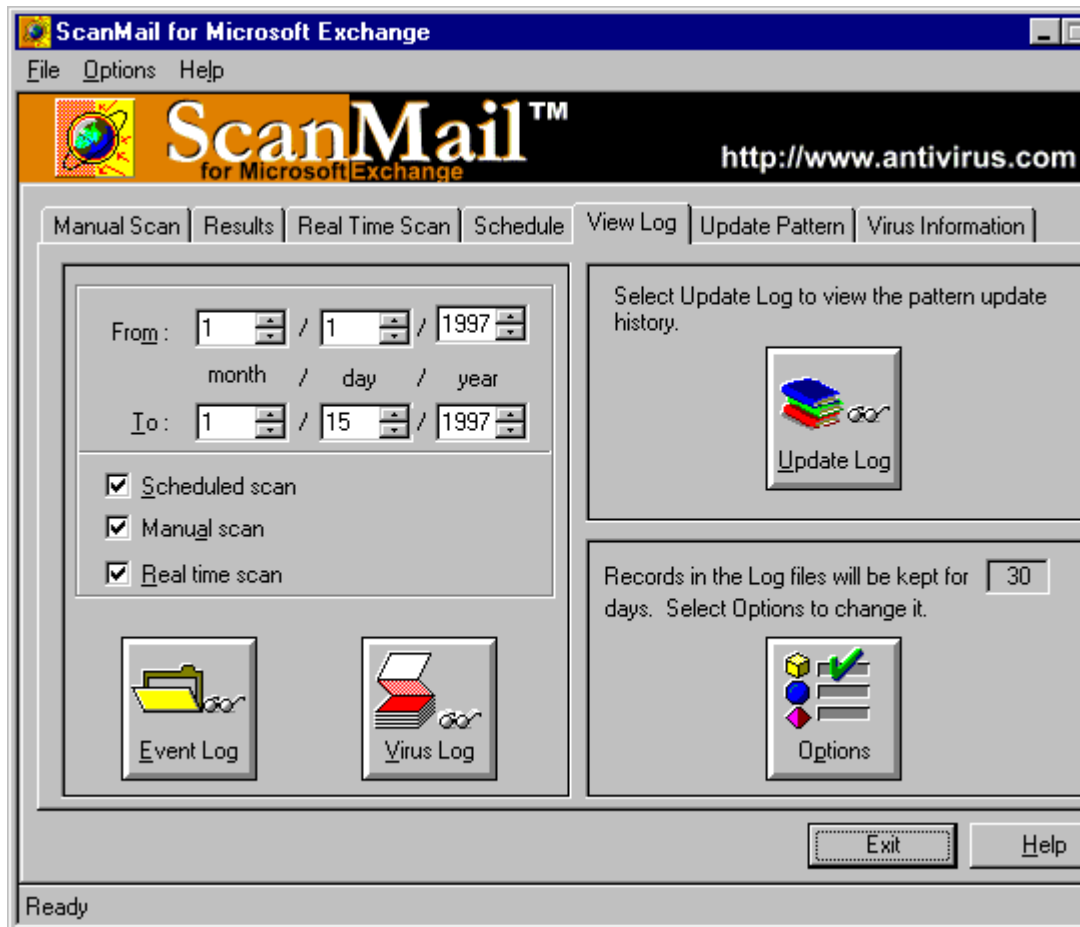 ScanMail for Microsoft Exchange
File Options Help
ScanMail™
for Microsoft Exchange
http://www.antivirus.com
Manual Scan Results Real Time Scan Schedule View Log Update Pattern Virus Information
From : 1 / 1 / 1997
month / day / year
To : 1 / 15 / 1997
Scheduled scan
Manual scan
Real time scan
Event Log Virus Log
Select Update Log to view the pattern update
history.
Update Log
Records in the Log files will be kept for 30
days. Select Options to change it.
Options
Exit Help
Ready